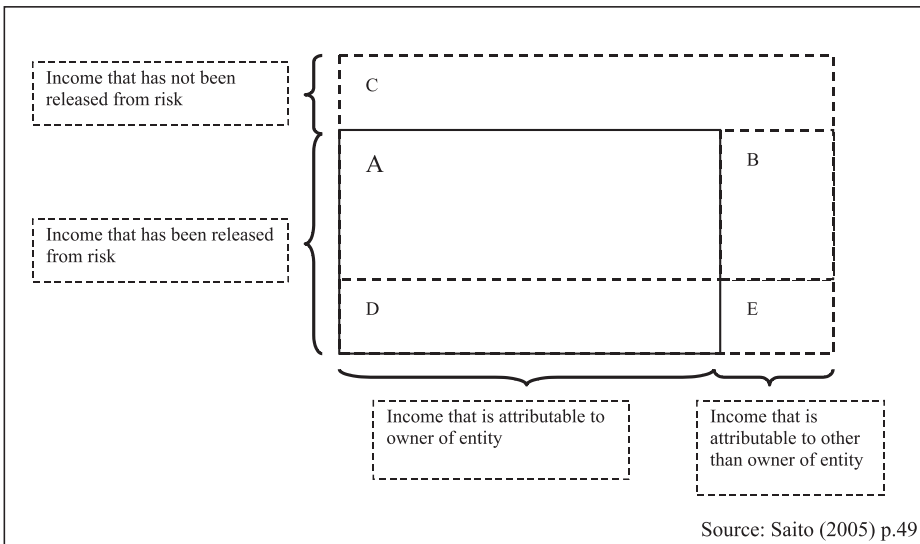 Income that has not been
released from risk
C
A
B
Income that has been released
from risk
D
E
Income that is attributable to
owner of entity
Income that is
attributable to other
than owner of entity
Source: Saito (2005) p.49